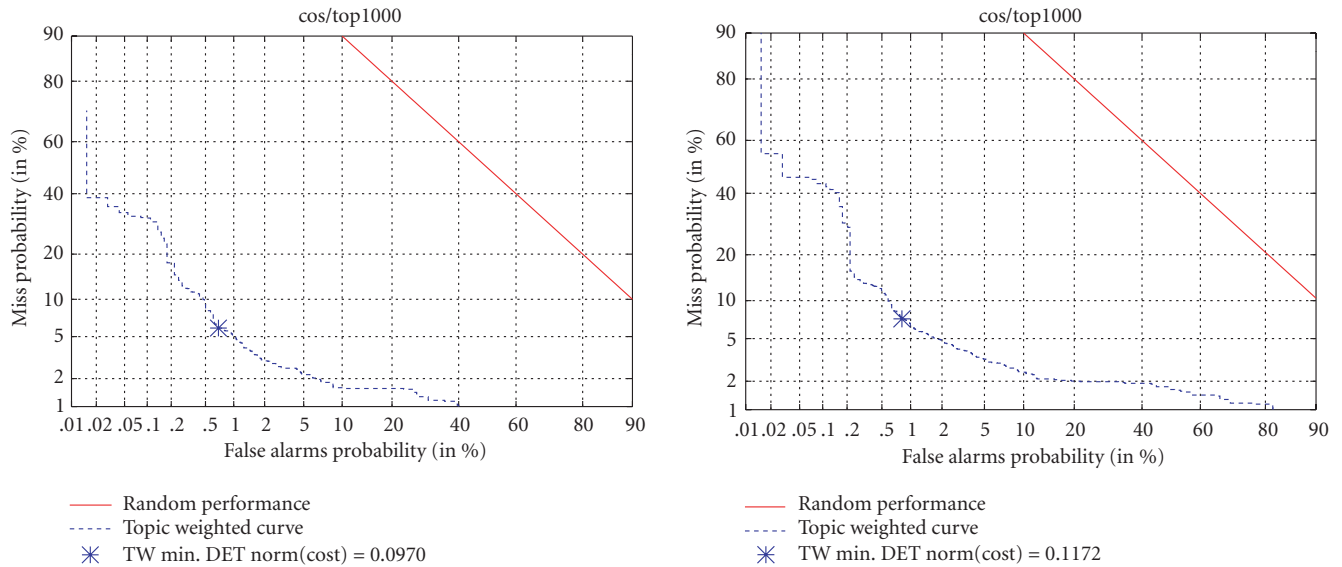 cos/top1000
90
80
60
40
20
10
5
2
1
Miss probability (in %)
.01 .02 .05 .1 .2 .5 1 2 5 10 20 40 60 80 90
False alarms probability (in %)
Random performance
Topic weighted curve
TW min. DET norm(cost) = 0.0970
cos/top1000
90
80
60
40
20
10
5
2
1
Miss probability (in %)
.01 .02 .05 .1 .2 .5 1 2 5 10 20 40 60 80 90
False alarms probability (in %)
Random performance
Topic weighted curve
TW min. DET norm(cost) = 0.1172